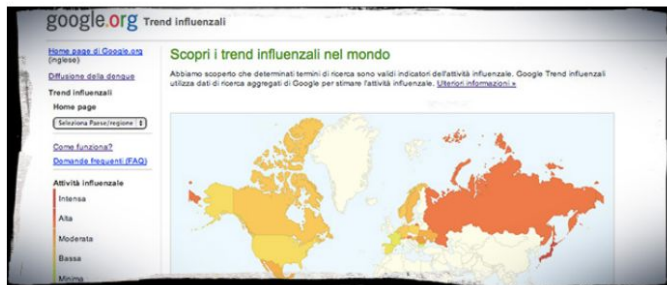 google.org Trend influenzali
Home page di Google.org
(inglese)
Diffusione della dengue
Trend influenzali
Home page
Seleziona Paese/regione
Come funziona?
Domande frequenti (FAQ)
Attività influenzale
Intensa
Alta
Moderata
Bassa
Minima
Scopri i trend influenzali nel mondo
Abbiamo scoperto che determinati termini di ricerca sono validi indicatori dell'attività influenzale. Google Trend influenzali
utilizza dati di ricerca aggregati di Google per stimare l'attività influenzale. Ulteriori informazioni »